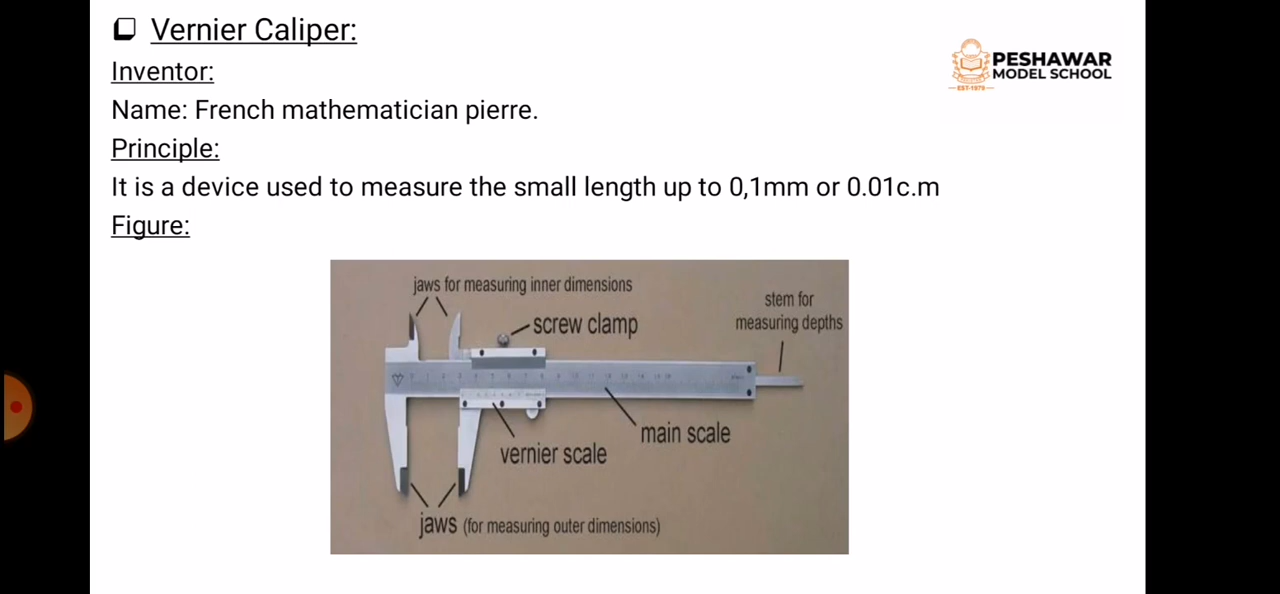 Vernier Caliper:
PESHAWAR
MODEL SCHOOL
EST-1979
Inventor:
Name: French mathematician pierre.
Principle:
It is a device used to measure the small length up to 0,1mm or 0.01c.m
Figure:
jaws for measuring inner dimensions
stem for
measuring depths
screw clamp
main scale
vernier scale
jaws (for measuring outer dimensions)